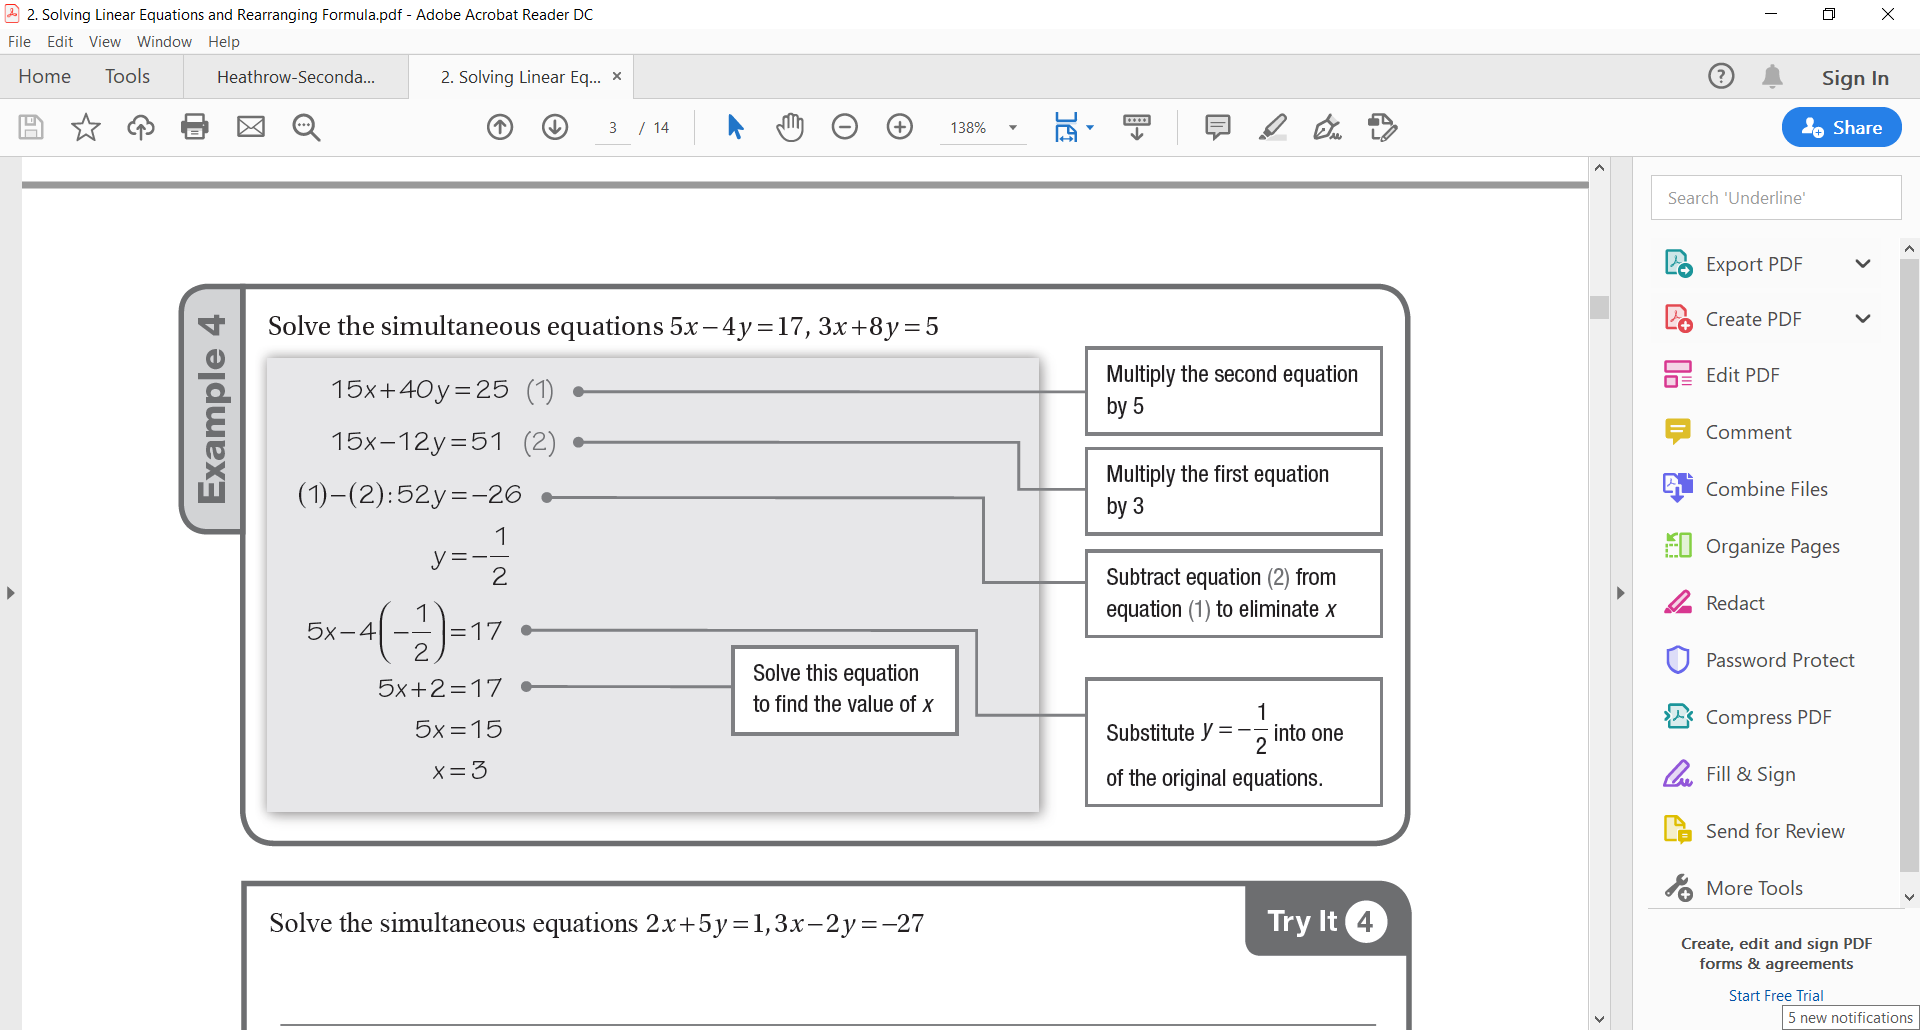 2. Solving Linear Equations and Rearranging Formula.pdf - Adobe Acrobat Reader DC
File Edit View Window Help
Home Tools Heathrow-Seconda... 2. Solving Linear Eq... × Sign In
3 / 14 138% Share
Search 'Underline'
Export PDF
Create PDF
Edit PDF
Comment
Combine Files
Organize Pages
Redact
Password Protect
Compress PDF
Fill & Sign
Send for Review
More Tools
Create, edit and sign PDF
forms & agreements
Start Free Trial
5 new notifications
Example 4
Solve the simultaneous equations 5x−4y=17, 3x+8y=5
15x+40y=25 (1)
Multiply the second equation
by 5
15x−12y=51 (2)
Multiply the first equation
by 3
(1)−(2):52y=−26
y=−1/2
Subtract equation (2) from
equation (1) to eliminate x
5x−4(−1/2)=17
Substitute y=−1/2 into one
of the original equations.
5x+2=17
Solve this equation
to find the value of x
5x=15
x=3
Solve the simultaneous equations 2x+5y=1,3x−2y=−27
Try It 4